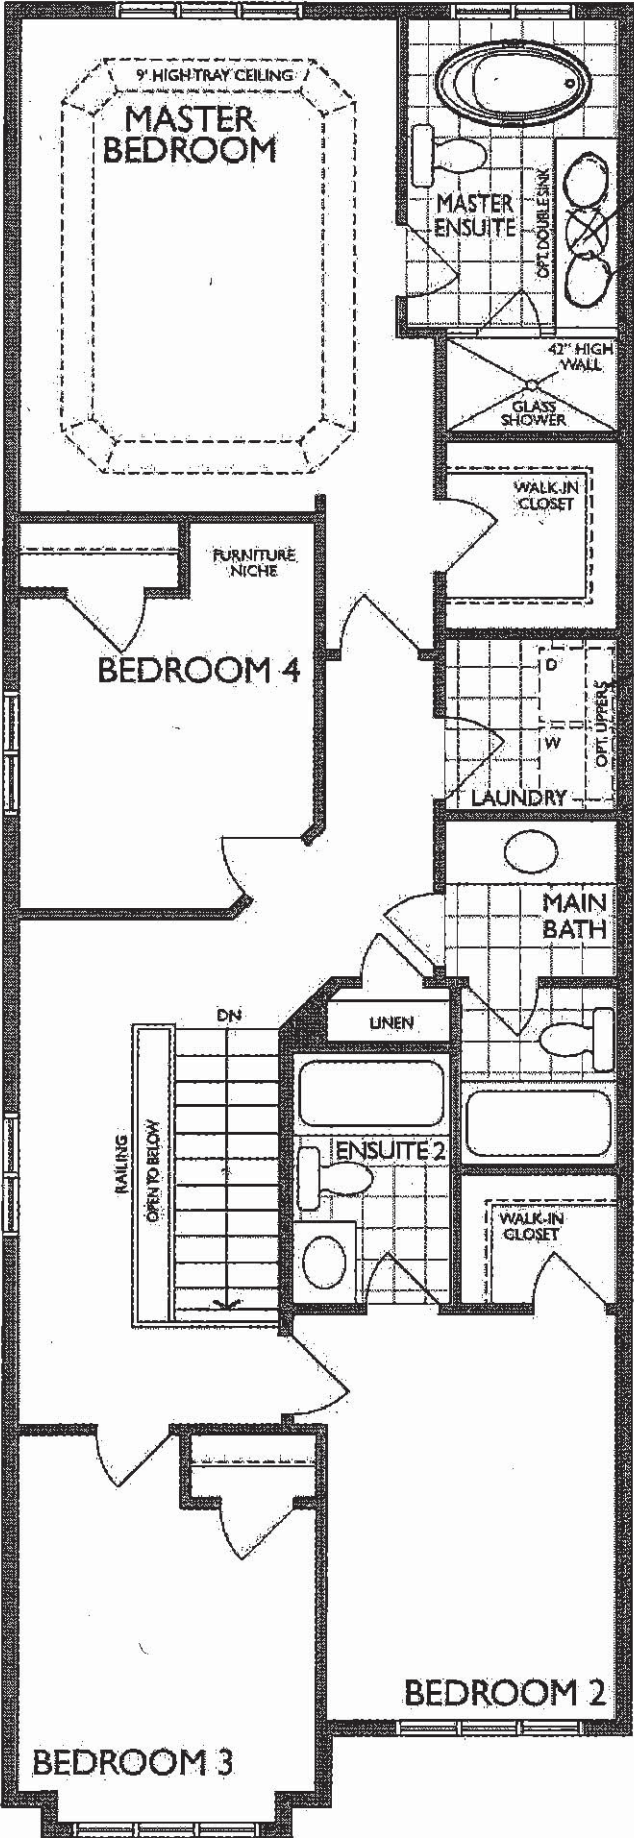 9' HIGH TRAY CEILING
MASTER
BEDROOM
MASTER
ENSUITE
OPT. DOUBLE SINK
42" HIGH
WALL
GLASS
SHOWER
WALK-IN
CLOSET
FURNITURE
NICHE
BEDROOM 4
D
W
OPT. UPPERS
LAUNDRY
MAIN
BATH
LINEN
DN
RAILING
OPEN TO BELOW
ENSUITE 2
WALK-IN
CLOSET
BEDROOM 2
BEDROOM 3